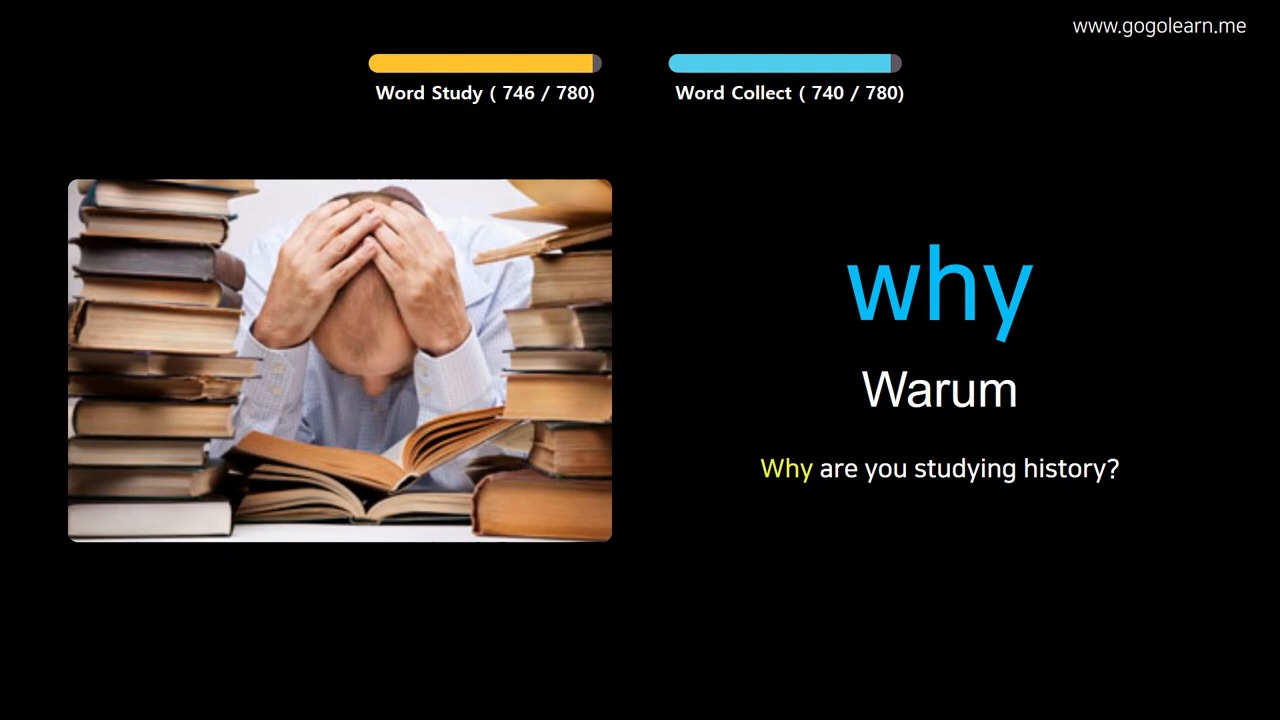 www.gogolearn.me
Word Study ( 746 / 780)
Word Collect ( 740 / 780)
why
Warum
Why are you studying history?